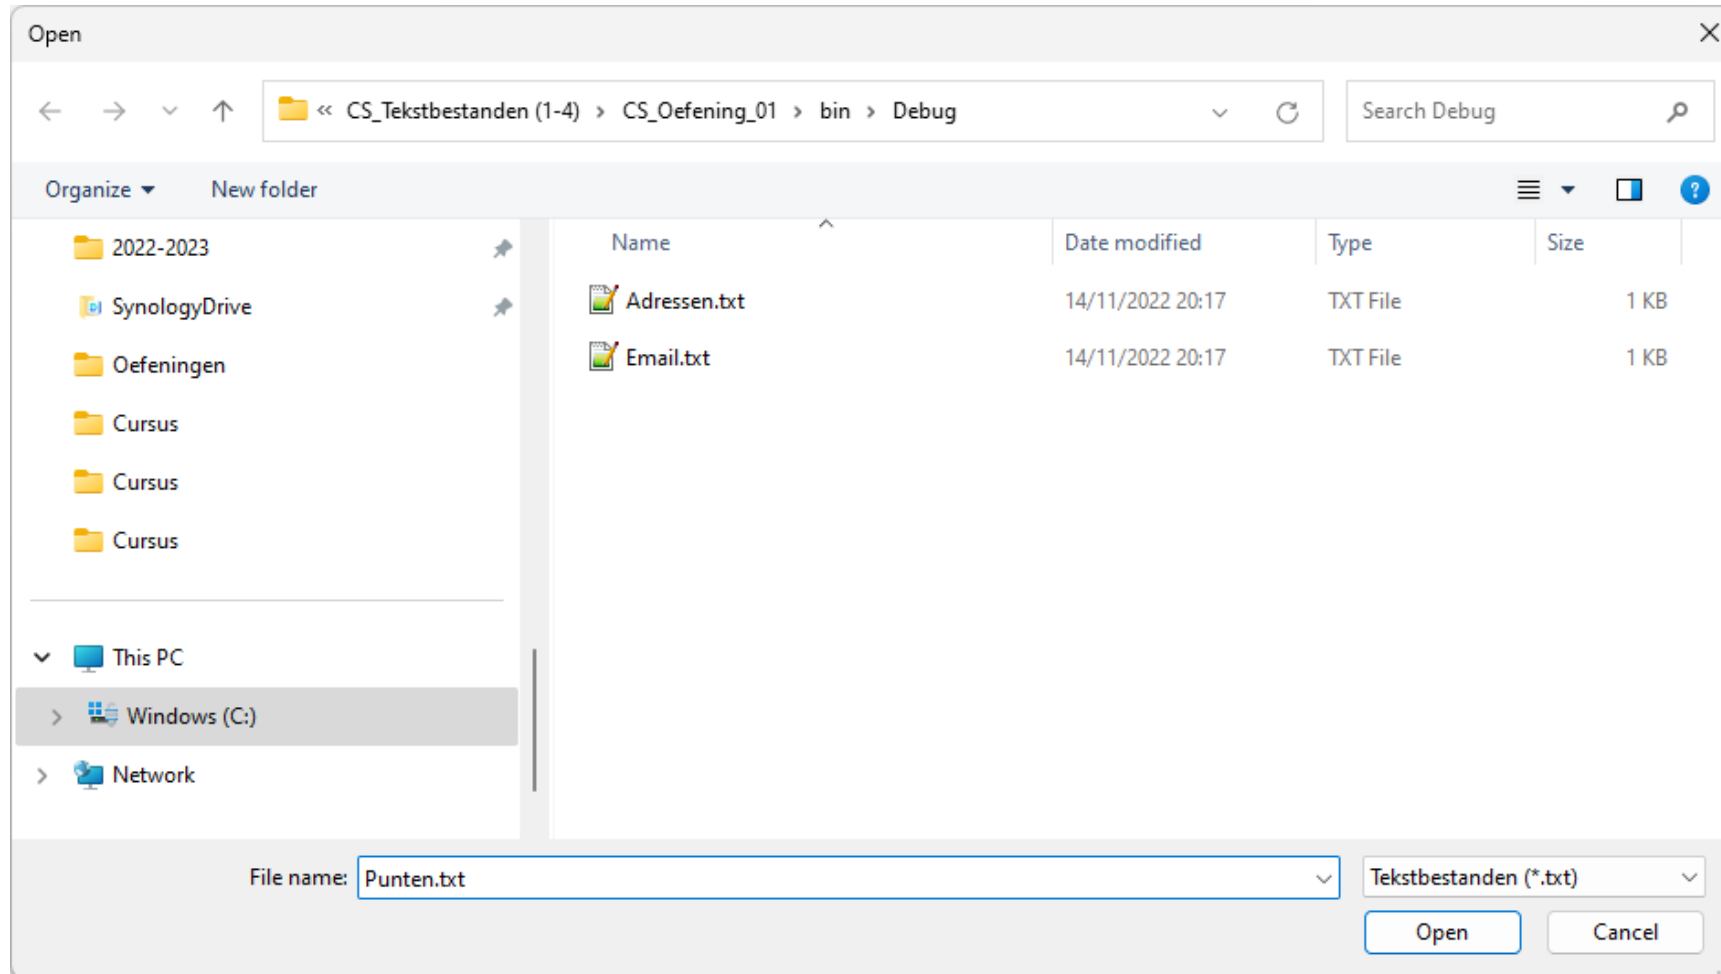 Open
« CS_Tekstbestanden (1-4) > CS_Oefening_01 > bin > Debug
Search Debug
Organize
New folder
2022-2023
SynologyDrive
Oefeningen
Cursus
Cursus
Cursus
This PC
Windows (C:)
Network
Name Date modified Type Size
Adressen.txt 14/11/2022 20:17 TXT File 1 KB
Email.txt 14/11/2022 20:17 TXT File 1 KB
File name: Punten.txt
Tekstbestanden (*.txt)
Open Cancel